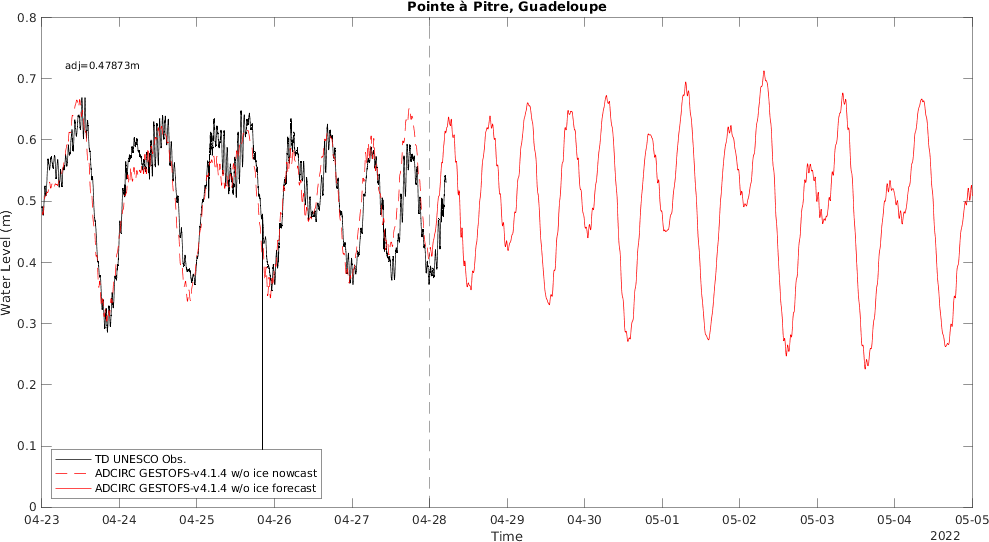 Pointe à Pitre, Guadeloupe
adj=0.47873m
Water Level (m)
0.8
0.7
0.6
0.5
0.4
0.3
0.2
0.1
0
TD UNESCO Obs.
ADCIRC GESTOFS-v4.1.4 w/o ice nowcast
ADCIRC GESTOFS-v4.1.4 w/o ice forecast
04-23 04-24 04-25 04-26 04-27 04-28 04-29 04-30 05-01 05-02 05-03 05-04 05-05
Time
2022